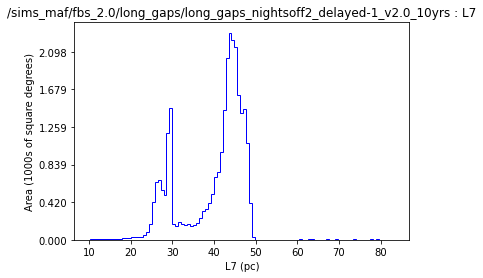 /sims_maf/fbs_2.0/long_gaps/long_gaps_nightsoff2_delayed-1_v2.0_10yrs : L7
2.098
1.679
1.259
0.839
0.420
0.000
Area (1000s of square degrees)
10 20 30 40 50 60 70 80
L7 (pc)